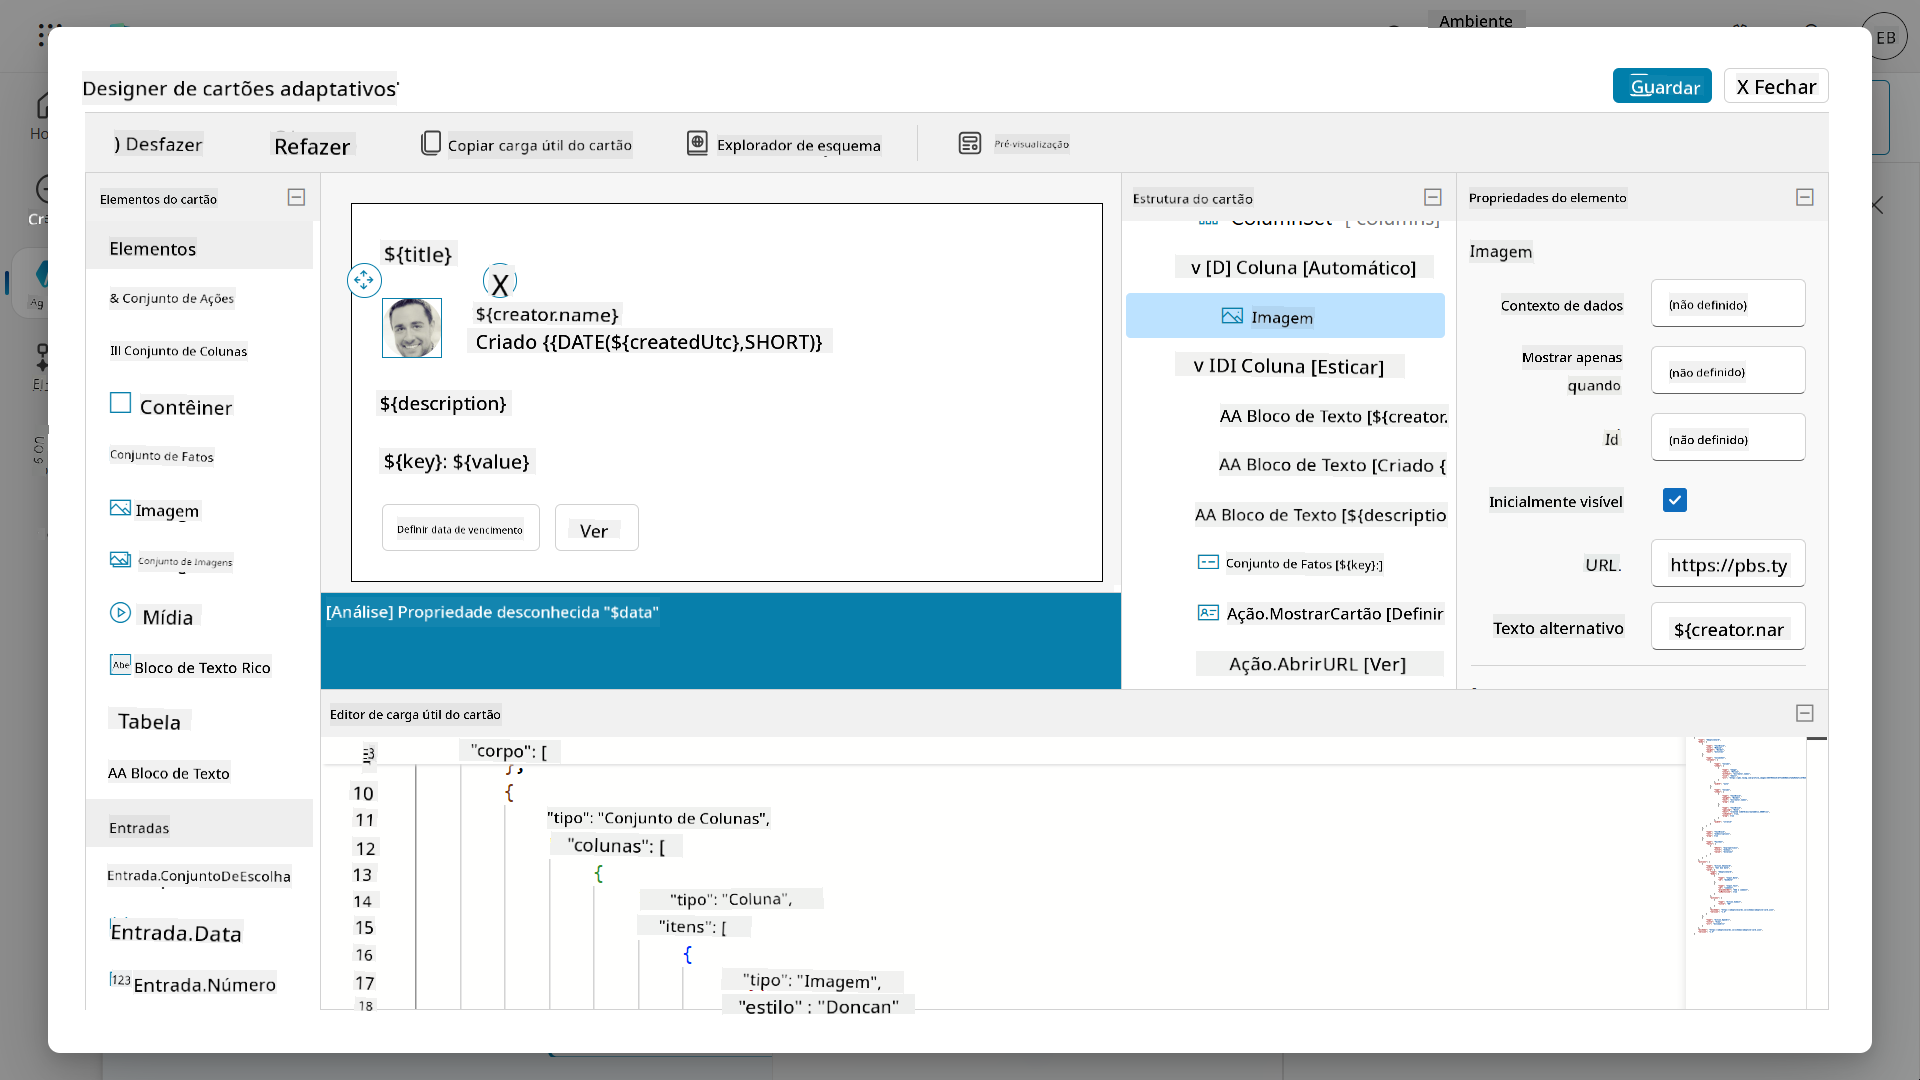 Ambiente
EB
Designer de cartões adaptativos
Guardar
X Fechar
) Desfazer
Refazer
Copiar carga útil do cartão
Explorador de esquema
Pré-visualização
Elementos do cartão
Elementos
& Conjunto de Ações
Ill Conjunto de Colunas
Contêiner
Conjunto de Fatos
Imagem
Conjunto de Imagens
Mídia
Abc Bloco de Texto Rico
Tabela
AA Bloco de Texto
Entradas
Entrada.ConjuntoDeEscolha
Entrada.Data
123 Entrada.Número
${title}
X
${creator.name}
Criado {{DATE(${createdUtc},SHORT)}}
${description}
${key}: ${value}
Definir data de vencimento
Ver
[Análise] Propriedade desconhecida "$data"
Estrutura do cartão
ColumnSet [ columns]
v [D] Coluna [Automático]
Imagem
v IDI Coluna [Esticar]
AA Bloco de Texto [${creator.
AA Bloco de Texto [Criado {
AA Bloco de Texto [${descriptio
Conjunto de Fatos [${key}:]
Ação.MostrarCartão [Definir
Ação.AbrirURL [Ver]
Propriedades do elemento
Imagem
Contexto de dados
(não definido)
Mostrar apenas
quando
(não definido)
Id
(não definido)
Inicialmente visível
URL.
https://pbs.ty
Texto alternativo
${creator.nar
Editor de carga útil do cartão
"corpo": [
},
10 {
11 "tipo": "Conjunto de Colunas",
12 "colunas": [
13 {
14 "tipo": "Coluna",
15 "itens": [
16 {
17 "tipo": "Imagem",
18 "estilo" : "Doncan"